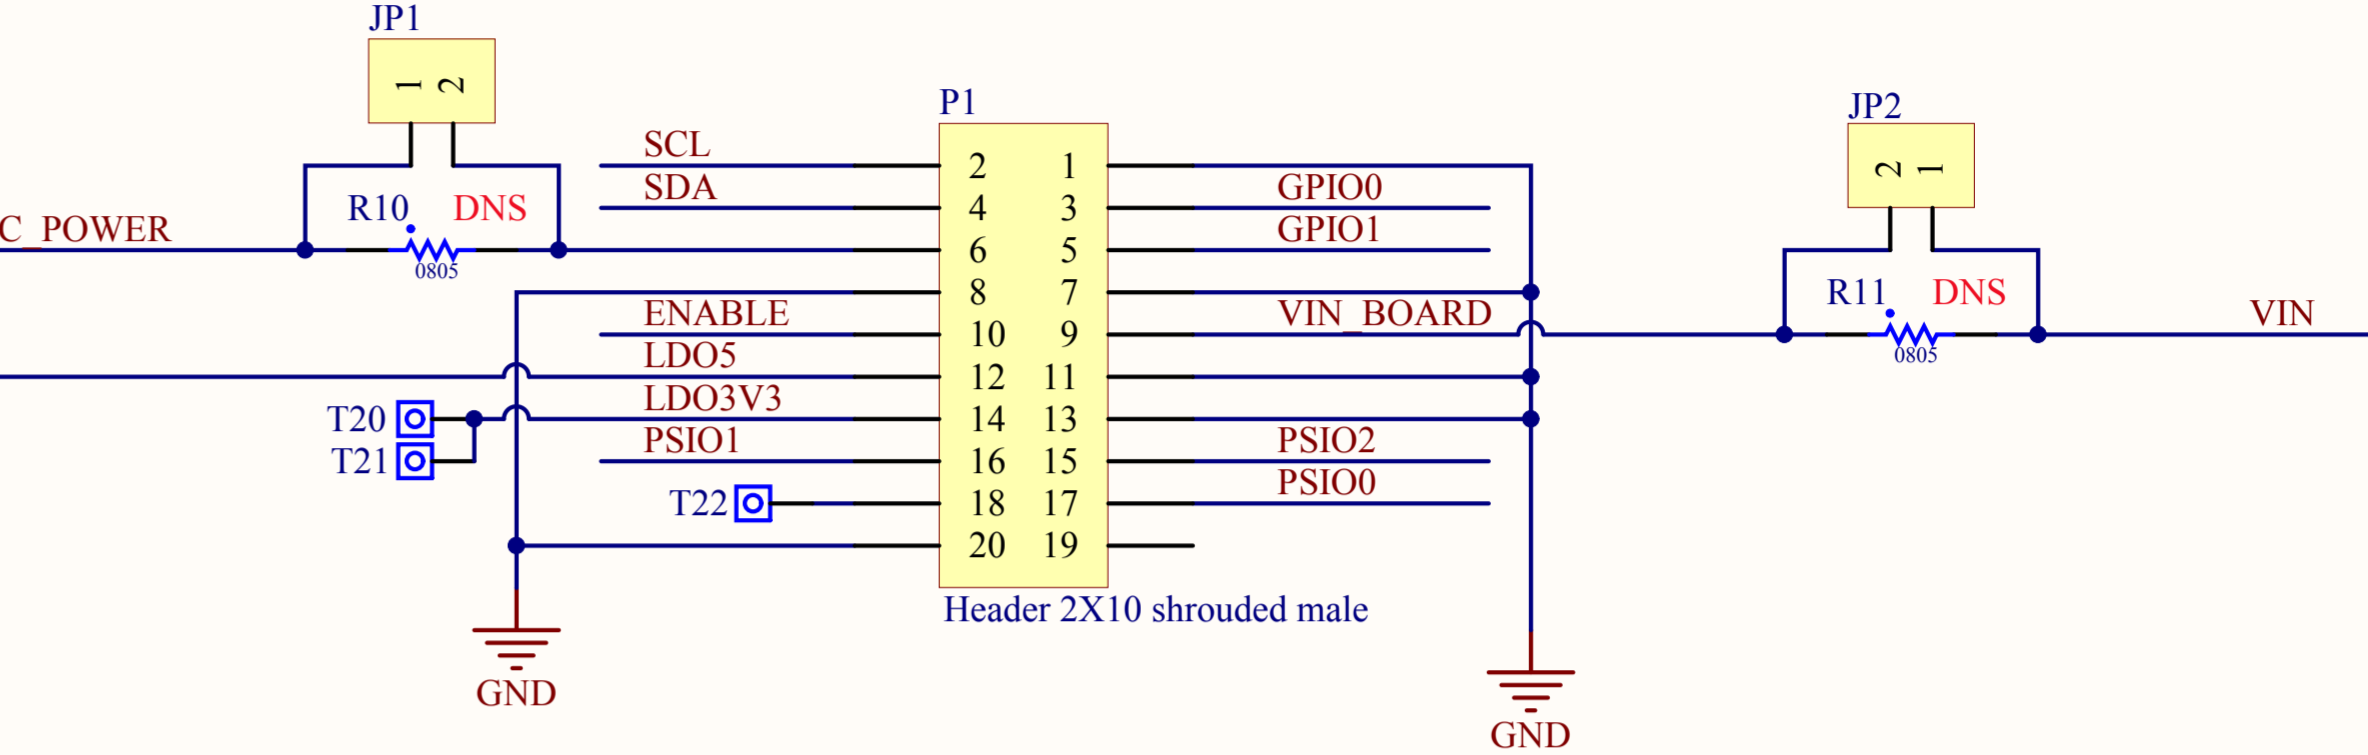 JP1
1 2
R10 DNS
0805
C_POWER
P1
SCL 2 1
SDA 4 3 GPIO0
6 5 GPIO1
8 7
ENABLE 10 9 VIN_BOARD
LDO5 12 11
LDO3V3 14 13
PSIO1 16 15 PSIO2
18 17 PSIO0
20 19
T20
T21
T22
Header 2X10 shrouded male
GND
GND
JP2
2 1
R11 DNS
0805
VIN